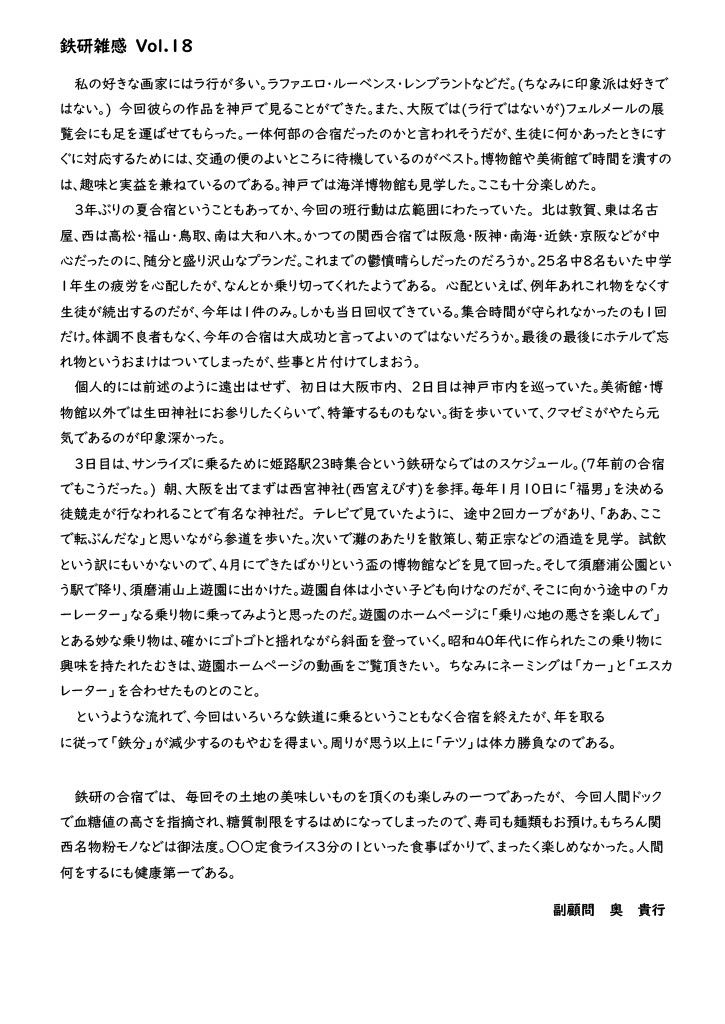 鉄研雑感 Vol.18
私の好きな画家にはラ行が多い。ラファエロ・ルーベンス・レンブラントなどだ。(ちなみに印象派は好きで
はない。) 今回彼らの作品を神戸で見ることができた。また、大阪では(ラ行ではないが)フェルメールの展
覧会にも足を運ばせてもらった。一体何部の合宿だったのかと言われそうだが、生徒に何かあったときにす
ぐに対応するためには、交通の便のよいところに待機しているのがベスト。博物館や美術館で時間を潰すの
は、趣味と実益を兼ねているのである。神戸では海洋博物館も見学した。ここも十分楽しめた。
3年ぶりの夏合宿ということもあってか、今回の班行動は広範囲にわたっていた。 北は敦賀、東は名古
屋、西は高松・福山・鳥取、南は大和八木。かつての関西合宿では阪急・阪神・南海・近鉄・京阪などが中
心だったのに、随分と盛り沢山なプランだ。これまでの鬱憤晴らしだったのだろうか。25名中8名もいた中学
1年生の疲労を心配したが、なんとか乗り切ってくれたようである。 心配といえば、例年あれこれ物をなくす
生徒が続出するのだが、今年は1件のみ。しかも当日回収できている。集合時間が守られなかったのも1回
だけ。体調不良者もなく、今年の合宿は大成功と言ってよいのではないだろうか。最後の最後にホテルで忘
れ物というおまけはついてしまったが、些事と片付けてしまおう。
個人的には前述のように遠出はせず、 初日は大阪市内、 2日目は神戸市内を巡っていた。美術館・博
物館以外では生田神社にお参りしたくらいで、特筆するものもない。街を歩いていて、クマゼミがやたら元
気であるのが印象深かった。
3日目は、サンライズに乗るために姫路駅23時集合という鉄研ならではのスケジュール。(7年前の合宿
でもこうだった。) 朝、大阪を出てまずは西宮神社(西宮えびす)を参拝。毎年1月10日に「福男」を決める
徒競走が行なわれることで有名な神社だ。 テレビで見ていたように、 途中2回カーブがあり、「ああ、ここ
で転ぶんだな」と思いながら参道を歩いた。次いで灘のあたりを散策し、菊正宗などの酒造を見学。 試飲
という訳にもいかないので、4月にできたばかりという盃の博物館などを見て回った。そして須磨浦公園とい
う駅で降り、須磨浦山上遊園に出かけた。遊園自体は小さい子ども向けなのだが、そこに向かう途中の「カ
ーレーター」なる乗り物に乗ってみようと思ったのだ。遊園のホームページに「乗り心地の悪さを楽しんで」
とある妙な乗り物は、確かにゴトゴトと揺れながら斜面を登っていく。昭和40年代に作られたこの乗り物に
興味を持たれたむきは、遊園ホームページの動画をご覧頂きたい。 ちなみにネーミングは「カー」と「エスカ
レーター」を合わせたものとのこと。
というような流れで、今回はいろいろな鉄道に乗るということもなく合宿を終えたが、年を取る
に従って「鉄分」が減少するのもやむを得まい。周りが思う以上に「テツ」は体力勝負なのである。
鉄研の合宿では、 毎回その土地の美味しいものを頂くのも楽しみの一つであったが、 今回人間ドック
で血糖値の高さを指摘され、糖質制限をするはめになってしまったので、寿司も麺類もお預け。もちろん関
西名物粉モノなどは御法度。〇〇定食ライス3分の1といった食事ばかりで、まったく楽しめなかった。人間
何をするにも健康第一である。
副顧問 奥 貴行